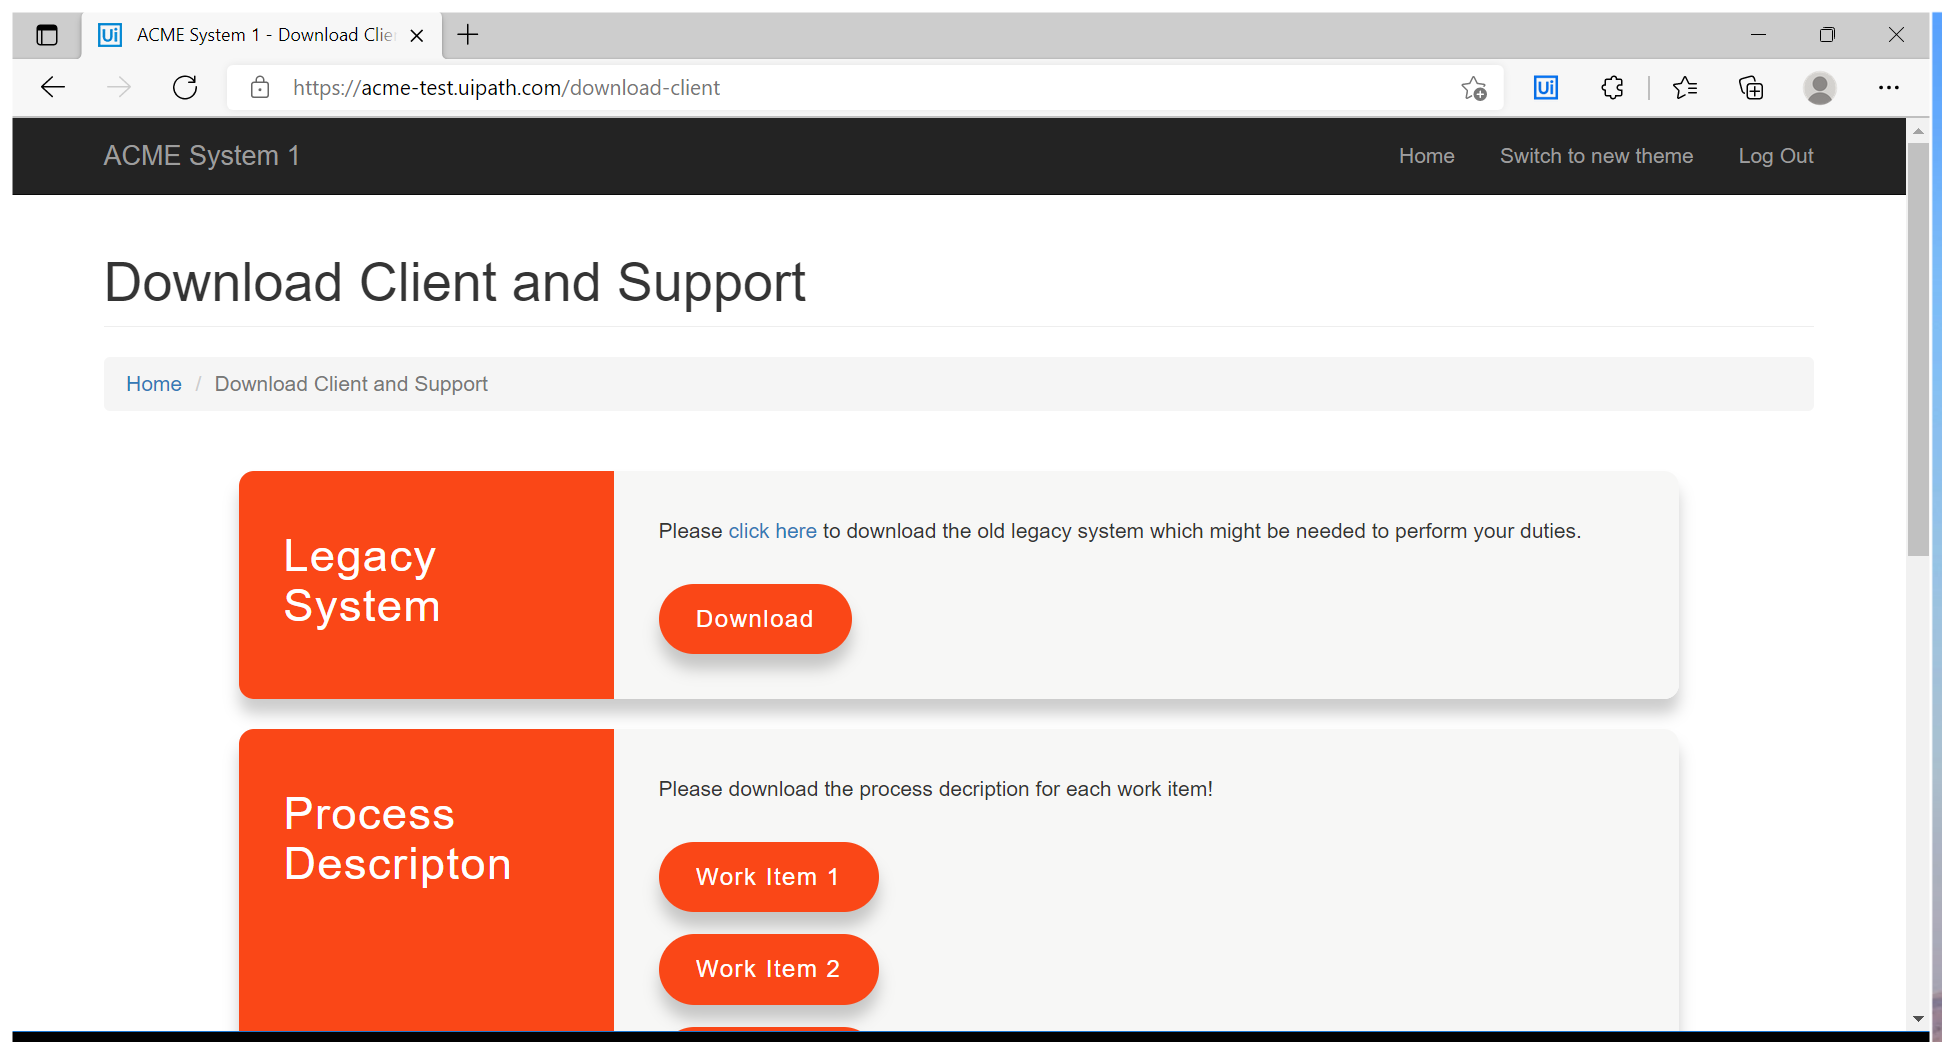 Ui ACME System 1 - Download Clie
https://acme-test.uipath.com/download-client Ui
ACME System 1 Home Switch to new theme Log Out
Download Client and Support
Home / Download Client and Support
Legacy
System
Please click here to download the old legacy system which might be needed to perform your duties.
Download
Process
Descripton
Please download the process decription for each work item!
Work Item 1
Work Item 2